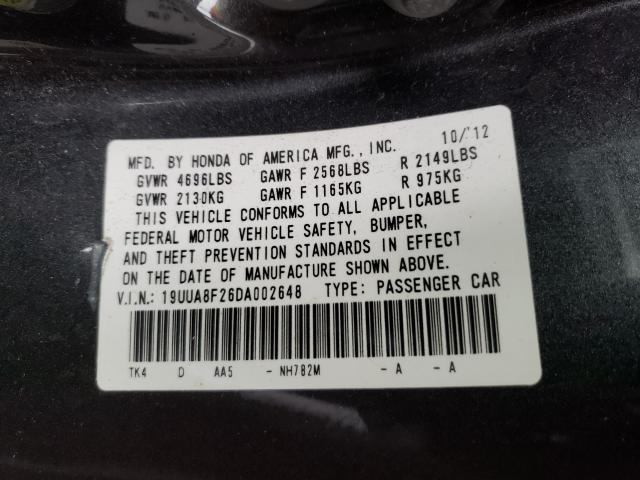 MFD. BY HONDA OF AMERICA MFG., INC. 10/12
GVWR 4696LBS GAWR F 2568LBS R 2149LBS
GVWR 2130KG GAWR F 1165KG R 975KG
THIS VEHICLE CONFORMS TO ALL APPLICABLE
FEDERAL MOTOR VEHICLE SAFETY, BUMPER,
AND THEFT PREVENTION STANDARDS IN EFFECT
ON THE DATE OF MANUFACTURE SHOWN ABOVE.
V.I.N.: 19UUA8F26DA002648 TYPE: PASSENGER CAR
TK4 D AA5 - NH782M - A - A